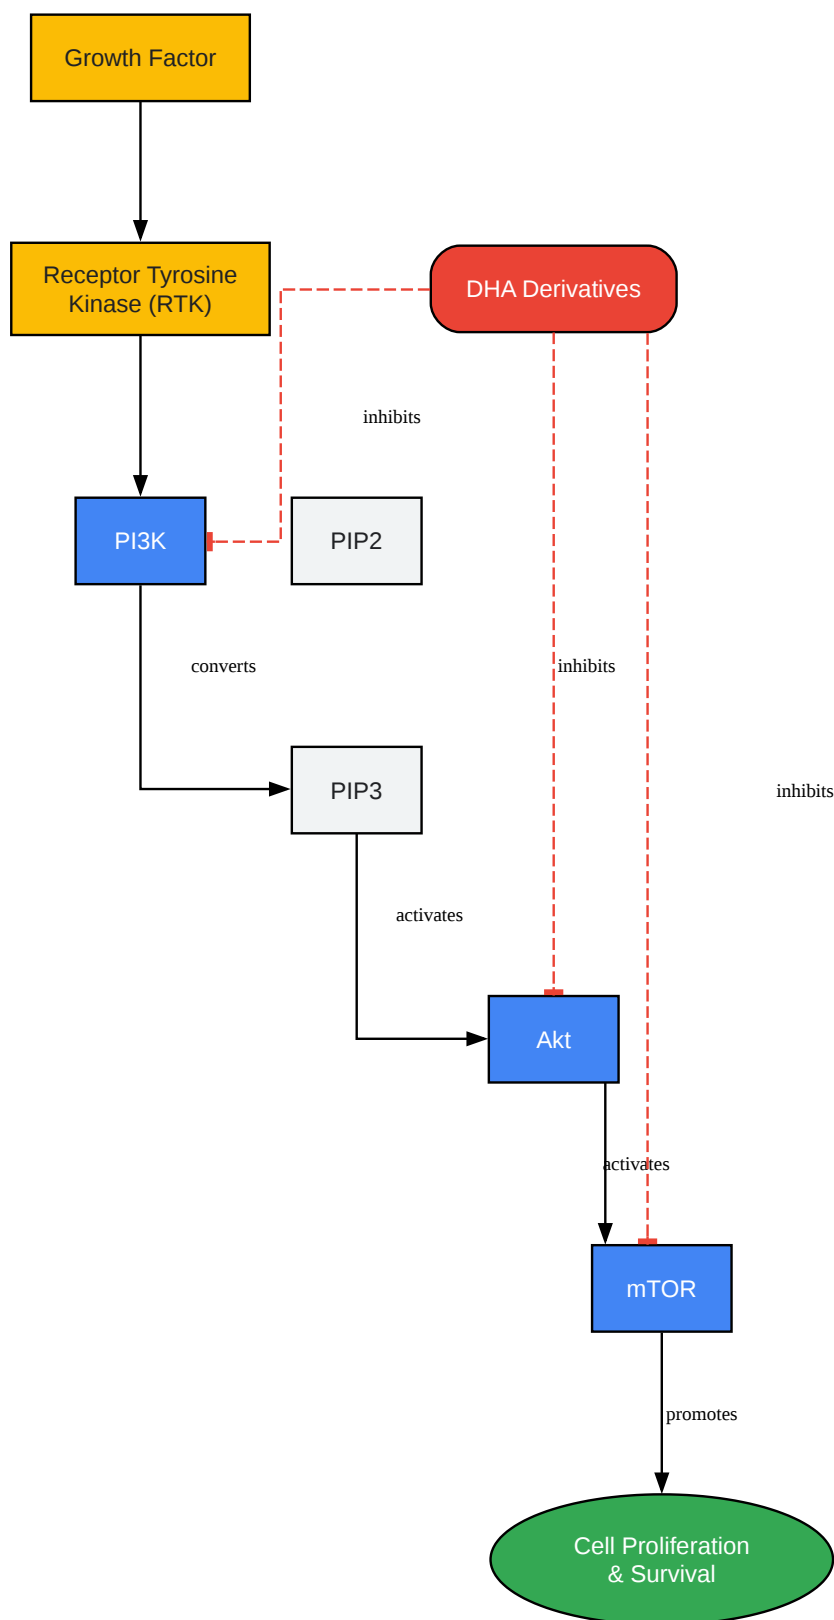 Growth Factor
Receptor Tyrosine
Kinase (RTK)
DHA Derivatives
inhibits
PI3K
PIP2
converts
inhibits
PIP3
inhibits
activates
Akt
activates
mTOR
promotes
Cell Proliferation
& Survival